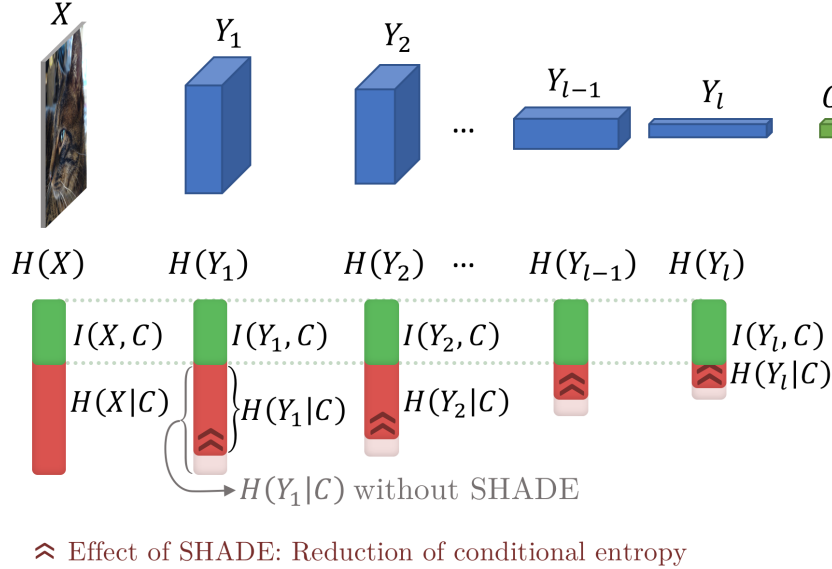 X
Y₁
Y₂
Yₗ₋₁
Yₗ
...
H(X)
H(Y₁)
H(Y₂)
...
H(Yₗ₋₁)
H(Yₗ)
I(X, C)
I(Y₁, C)
I(Y₂, C)
I(Yₗ, C)
H(X|C)
H(Y₁|C)
H(Y₂|C)
H(Yₗ|C)
H(Y₁|C) without SHADE
Effect of SHADE: Reduction of conditional entropy